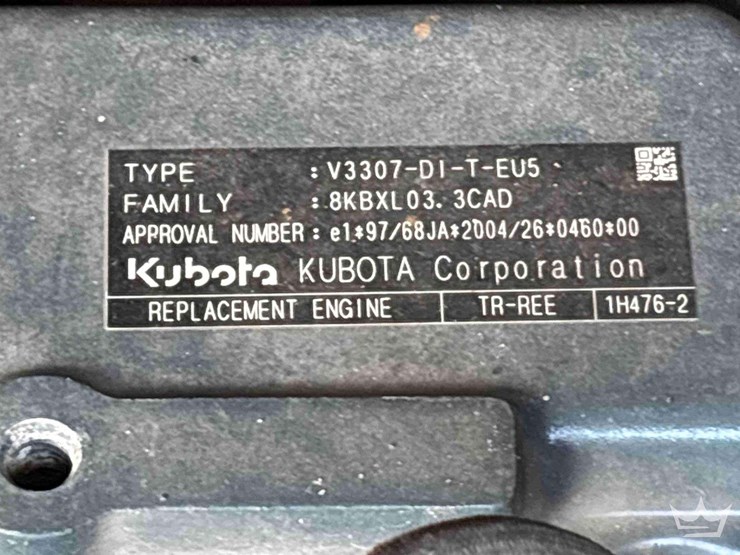 TYPE : V3307-DI-T-EU5
FAMILY : 8KBXL03. 3CAD
APPROVAL NUMBER : e1*97/68JA*2004/26*0460*00
Kubota KUBOTA Corporation
REPLACEMENT ENGINE TR-REE 1H476-2